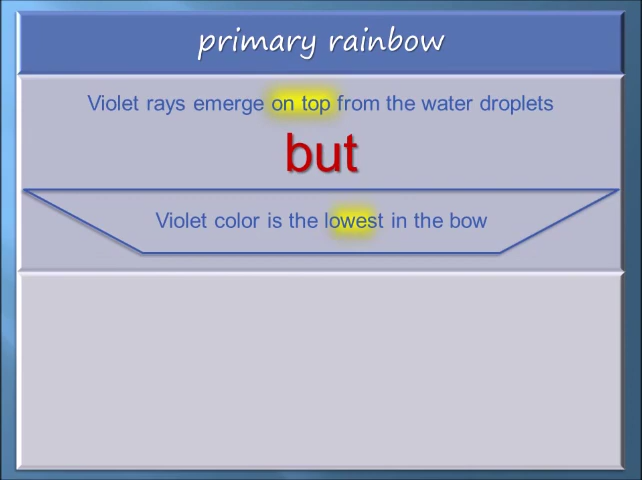 primary rainbow
Violet rays emerge on top from the water droplets
but
Violet color is the lowest in the bow